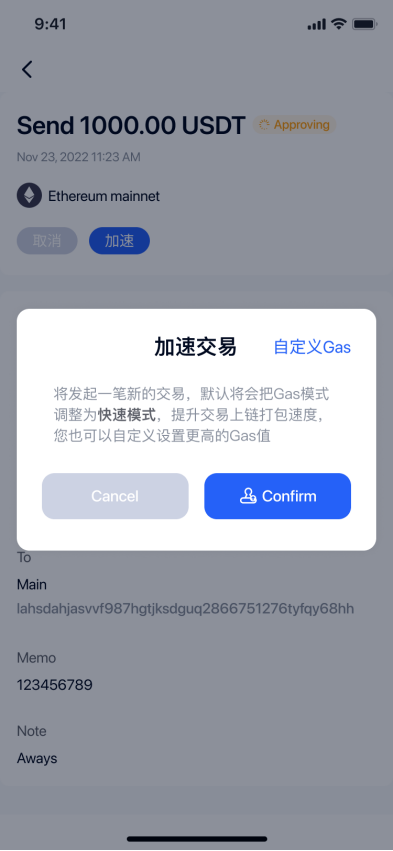 9:41
Send 1000.00 USDT Approving
Nov 23, 2022 11:23 AM
Ethereum mainnet
取消 加速
加速交易 自定义Gas
将发起一笔新的交易，默认将会把Gas模式
调整为快速模式，提升交易上链打包速度，
您也可以自定义设置更高的Gas值
Cancel Confirm
To
Main
lahsdahjasvvf987hgtjksdguq2866751276tyfqy68hh
Memo
123456789
Note
Aways